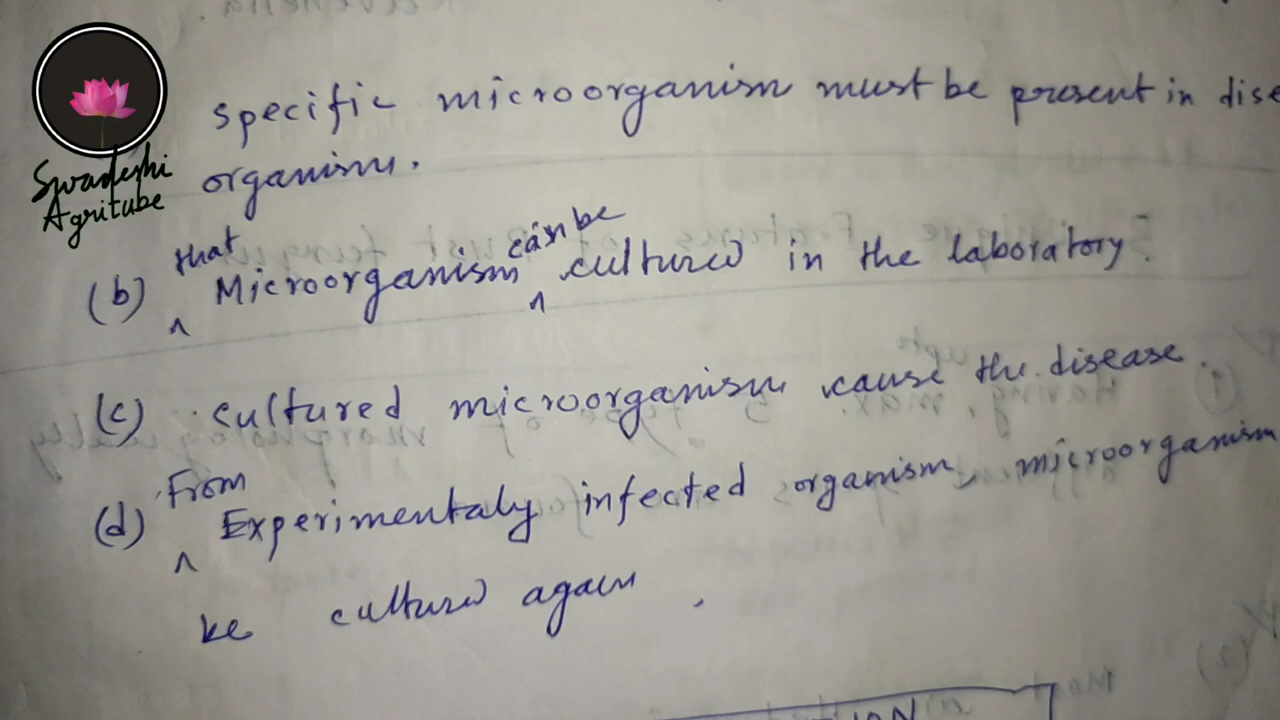 Swadeshi
Agritube
specific microorganism must be present in dise
organism.
(b) that Microorganism can be cultured in the laboratory.
(c) cultured microorganism cause the disease.
(d) From Experimentaly infected organism, microorganism
be cultured again.